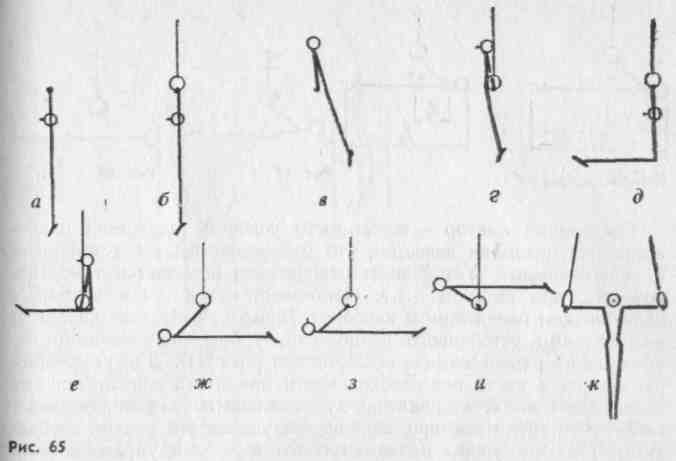 а б в г д
е ж з и к
Рис. 65